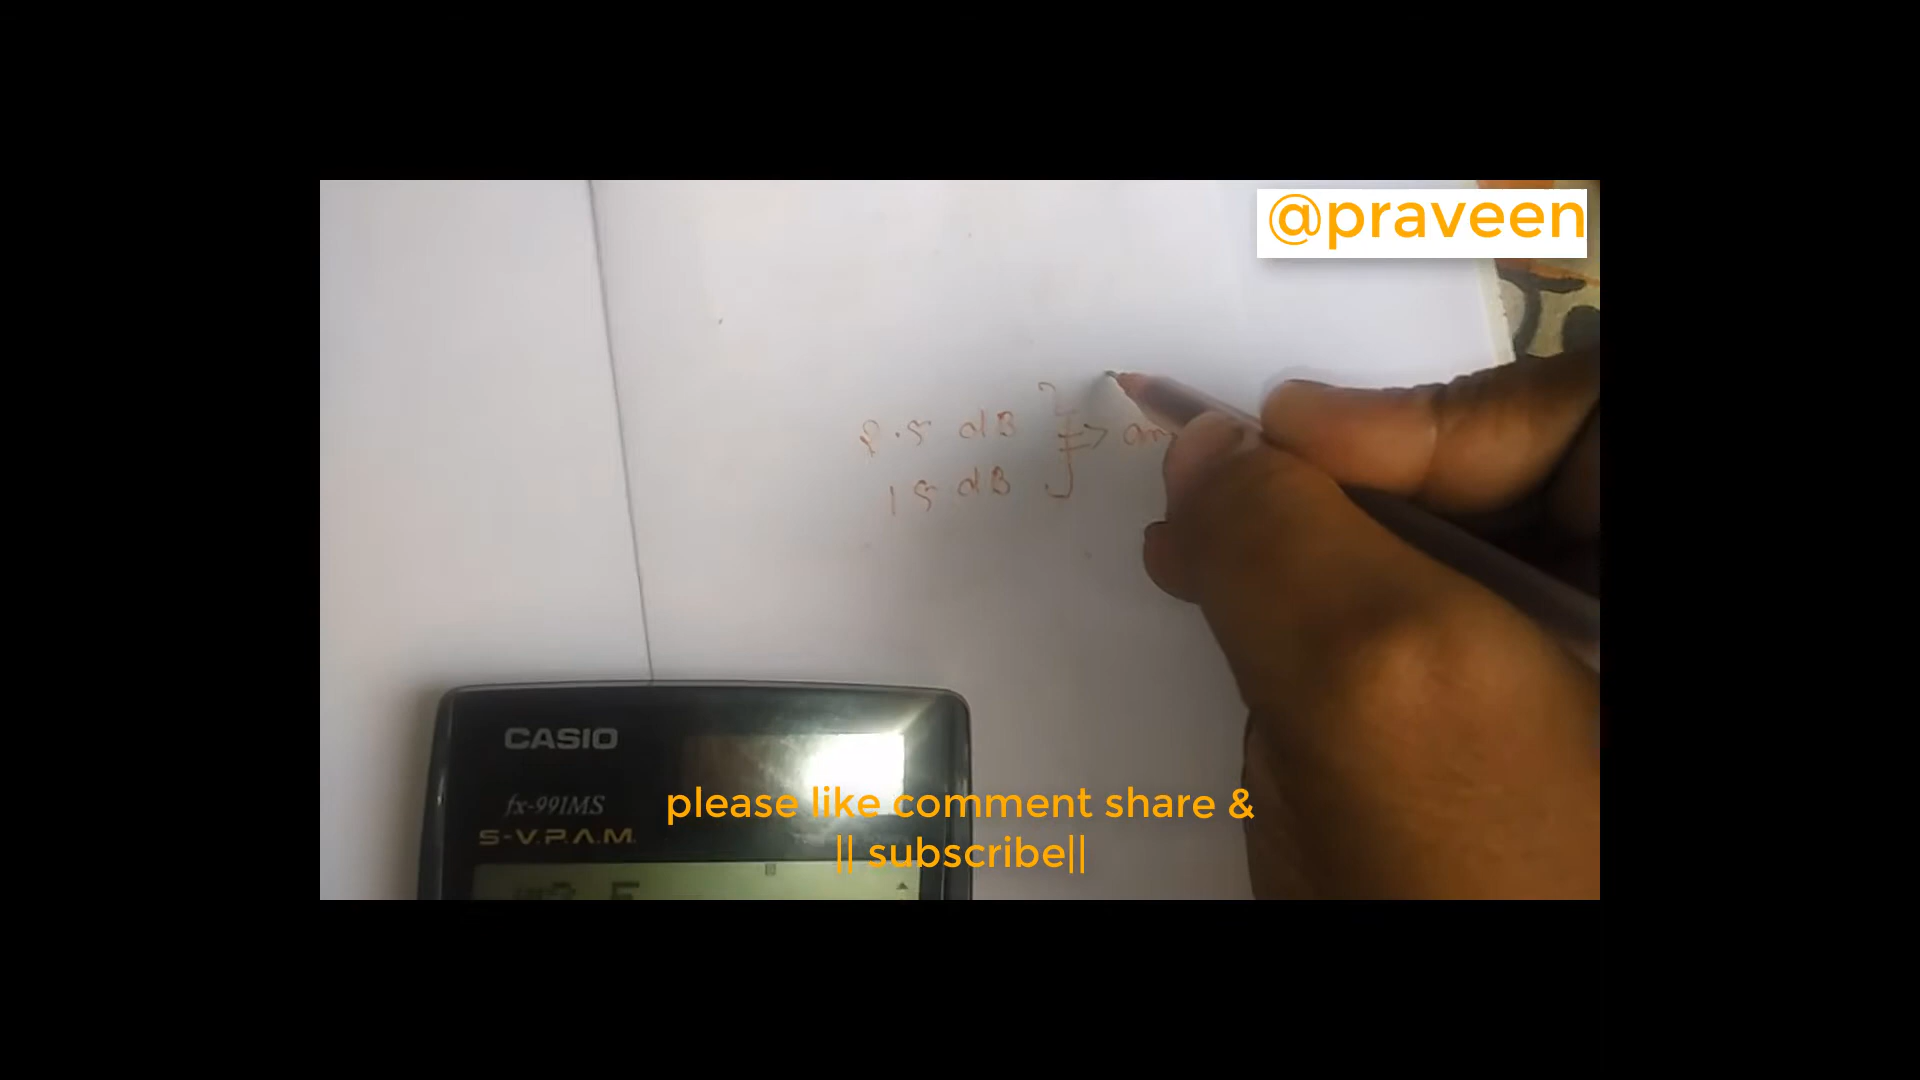 @praveen
8.5 dB
15 dB
CASIO
fx-991MS
S-V.P.A.M.
please like comment share &
|| subscribe||